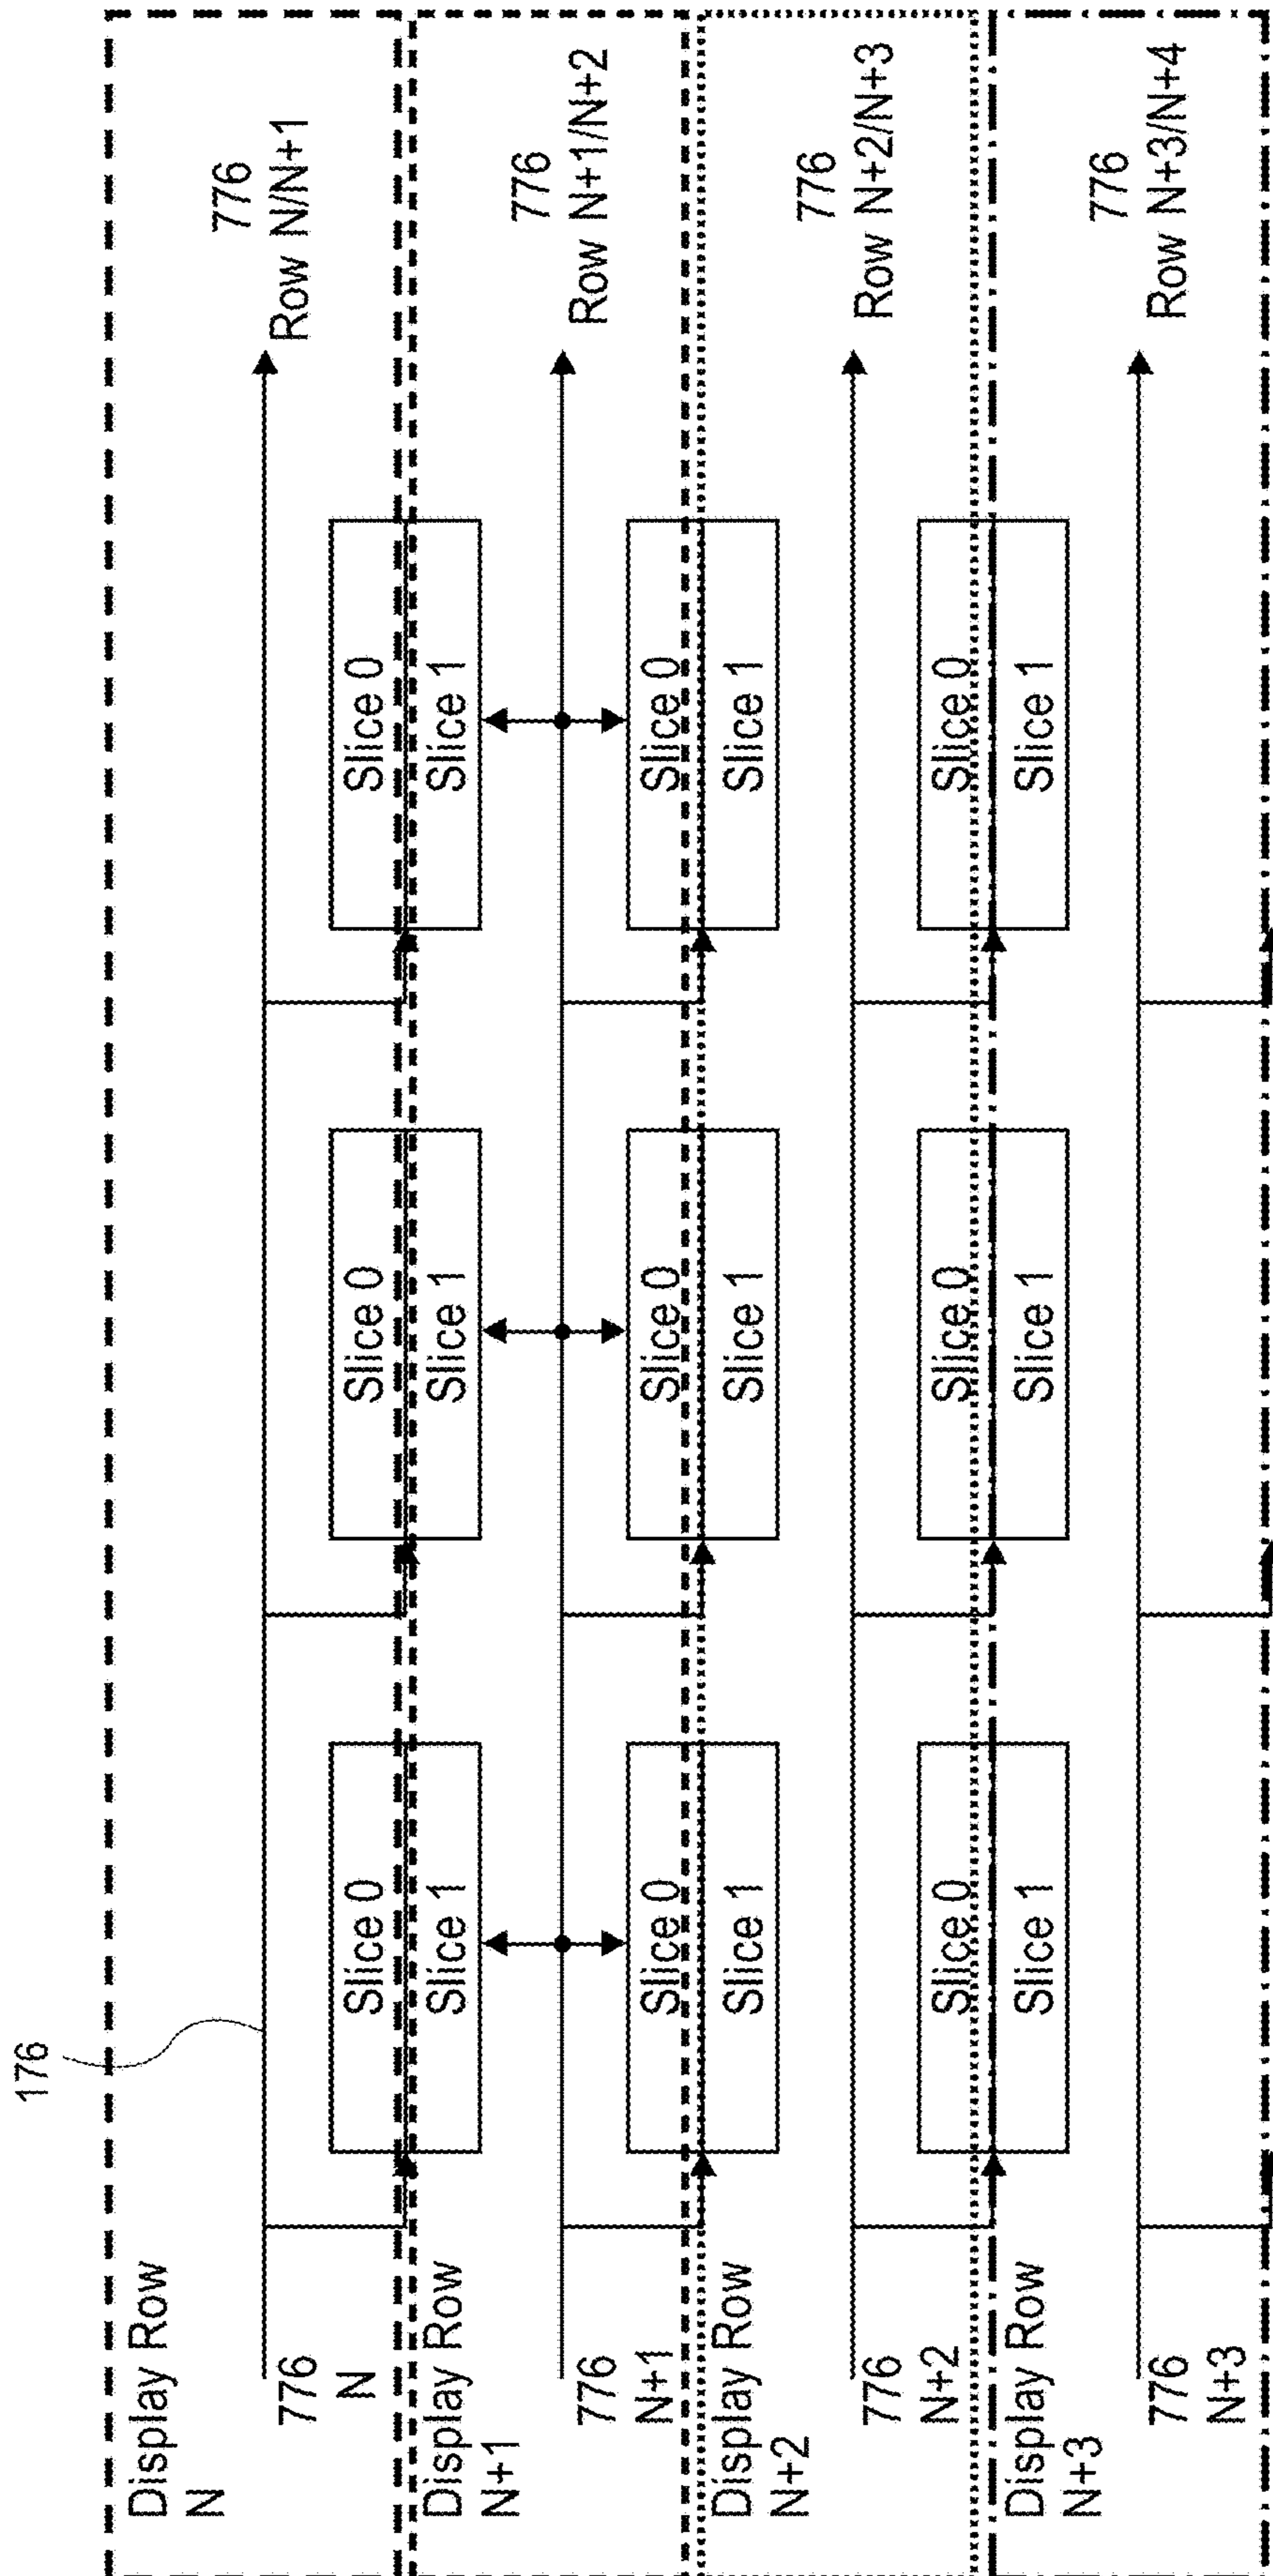 176
Display Row
N
776
N
776
Row N/N+1
Slice 0
Slice 1
Slice 0
Slice 1
Slice 0
Slice 1
Display Row
N+1
776
N+1
776
Row N+1/N+2
Slice 0
Slice 1
Slice 0
Slice 1
Slice 0
Slice 1
Display Row
N+2
776
N+2
776
Row N+2/N+3
Slice 0
Slice 1
Slice 0
Slice 1
Slice 0
Slice 1
Display Row
N+3
776
N+3
776
Row N+3/N+4